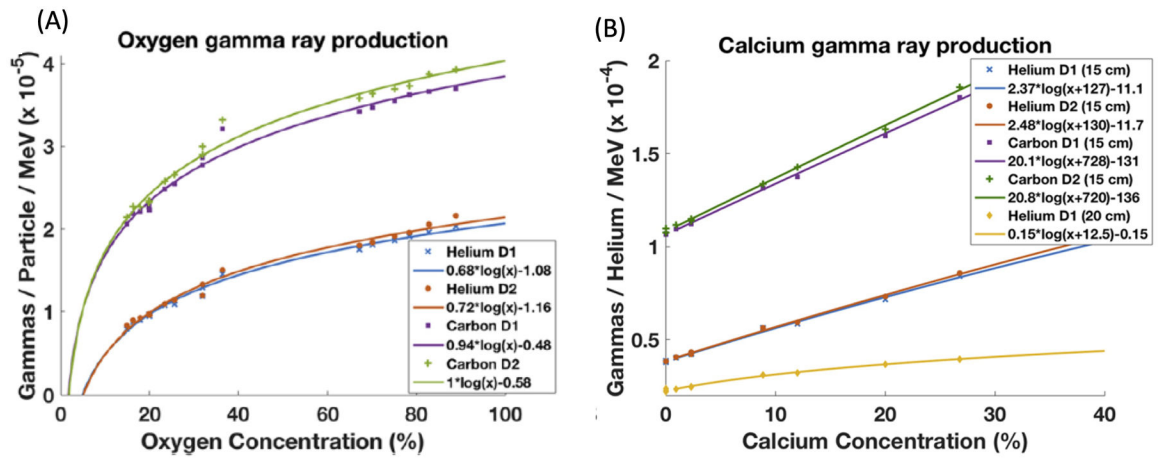 (A)
Oxygen gamma ray production
Gammas / Particle / MeV (x 10⁻⁵)
4
3
2
1
0
Helium D1
0.68*log(x)-1.08
Helium D2
0.72*log(x)-1.16
Carbon D1
0.94*log(x)-0.48
Carbon D2
1*log(x)-0.58
0 20 40 60 80 100
Oxygen Concentration (%)
(B)
Calcium gamma ray production
Gammas / Helium / MeV (x 10⁻⁴)
2
1.5
1
0.5
Helium D1 (15 cm)
2.37*log(x+127)-11.1
Helium D2 (15 cm)
2.48*log(x+130)-11.7
Carbon D1 (15 cm)
20.1*log(x+728)-131
Carbon D2 (15 cm)
20.8*log(x+720)-136
Helium D1 (20 cm)
0.15*log(x+12.5)-0.15
0 10 20 30 40
Calcium Concentration (%)